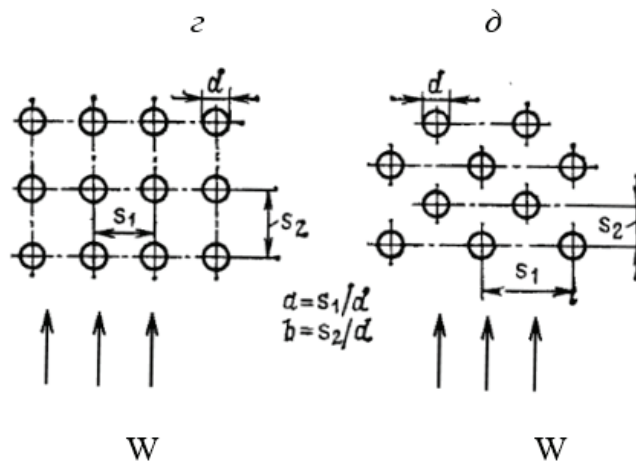 г д
d d
S₁ S₂
S₂
S₁
a=S₁/d
b=S₂/d
W W